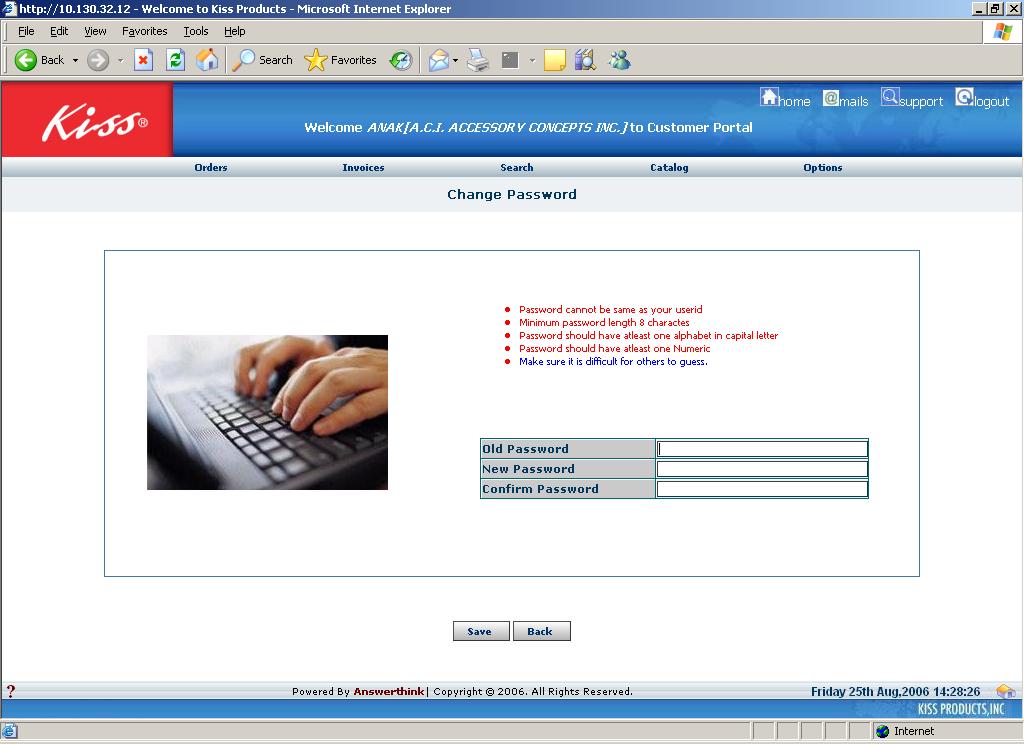 http://10.130.32.12 - Welcome to Kiss Products - Microsoft Internet Explorer
File Edit View Favorites Tools Help
Back Search Favorites
home @mails support logout
Kiss®
Welcome ANAK[A.C.I. ACCESSORY CONCEPTS INC.]to Customer Portal
Orders Invoices Search Catalog Options
Change Password
Password cannot be same as your userid
Minimum password length 8 charactes
Password should have atleast one alphabet in capital letter
Password should have atleast one Numeric
Make sure it is difficult for others to guess.
Old Password
New Password
Confirm Password
Save Back
? Powered By Answerthink| Copyright © 2006. All Rights Reserved. Friday 25th Aug,2006 14:28:26
KISS PRODUCTS,INC
Internet